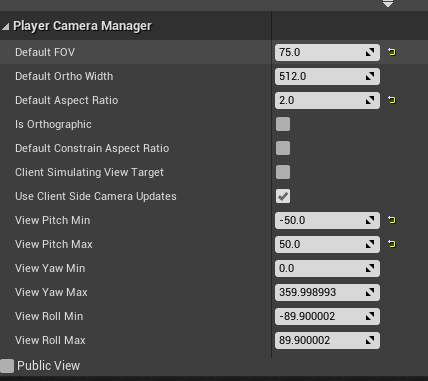 Player Camera Manager
Default FOV 75.0
Default Ortho Width 512.0
Default Aspect Ratio 2.0
Is Orthographic
Default Constrain Aspect Ratio
Client Simulating View Target
Use Client Side Camera Updates
View Pitch Min -50.0
View Pitch Max 50.0
View Yaw Min 0.0
View Yaw Max 359.998993
View Roll Min -89.900002
View Roll Max 89.900002
Public View